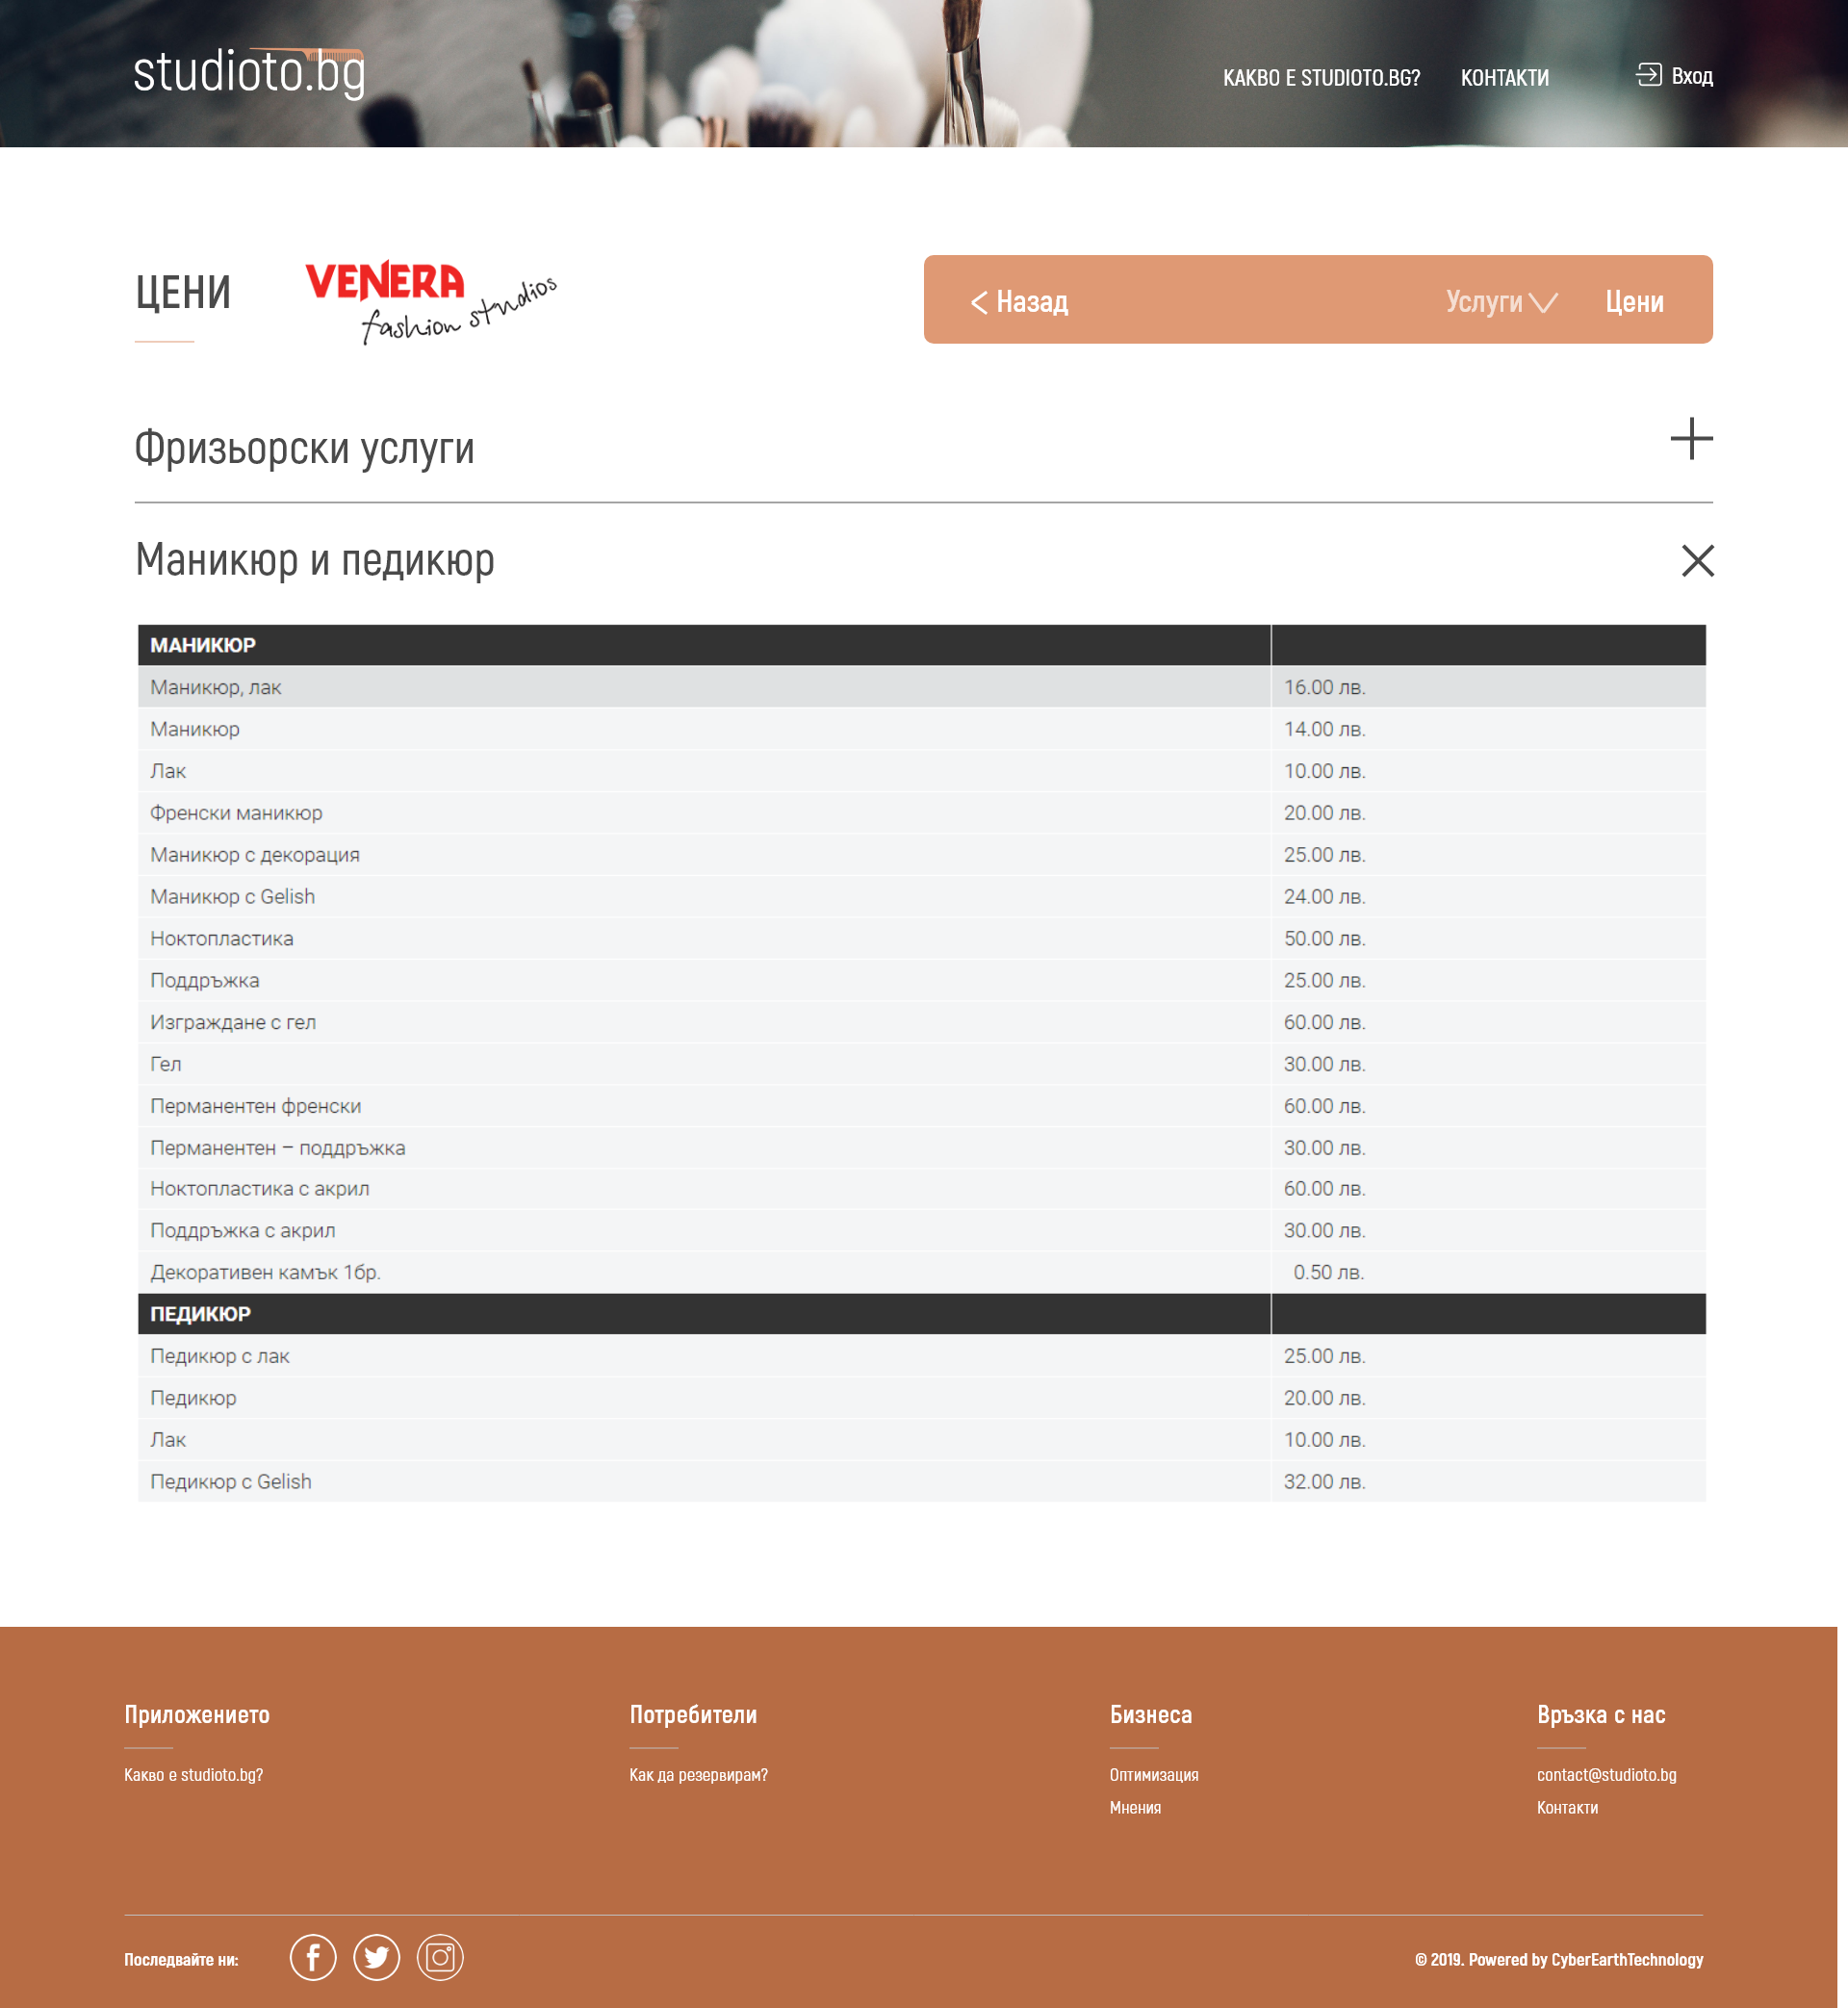 studioto.bg
КАКВО Е STUDIOTO.BG? КОНТАКТИ Вход
ЦЕНИ
VENERA
fashion studios
Назад Услуги Цени
Фризьорски услуги
Маникюр и педикюр
МАНИКЮР
Маникюр, лак 16.00 лв.
Маникюр 14.00 лв.
Лак 10.00 лв.
Френски маникюр 20.00 лв.
Маникюр с декорация 25.00 лв.
Маникюр с Gelish 24.00 лв.
Ноктопластика 50.00 лв.
Поддръжка 25.00 лв.
Изграждане с гел 60.00 лв.
Гел 30.00 лв.
Перманентен френски 60.00 лв.
Перманентен – поддръжка 30.00 лв.
Ноктопластика с акрил 60.00 лв.
Поддръжка с акрил 30.00 лв.
Декоративен камък 1бр. 0.50 лв.
ПЕДИКЮР
Педикюр с лак 25.00 лв.
Педикюр 20.00 лв.
Лак 10.00 лв.
Педикюр с Gelish 32.00 лв.
Приложението Потребители Бизнеса Връзка с нас
Какво е studioto.bg? Как да резервирам? Оптимизация contact@studioto.bg
Мнения Контакти
Последвайте ни: © 2019. Powered by CyberEarthTechnology